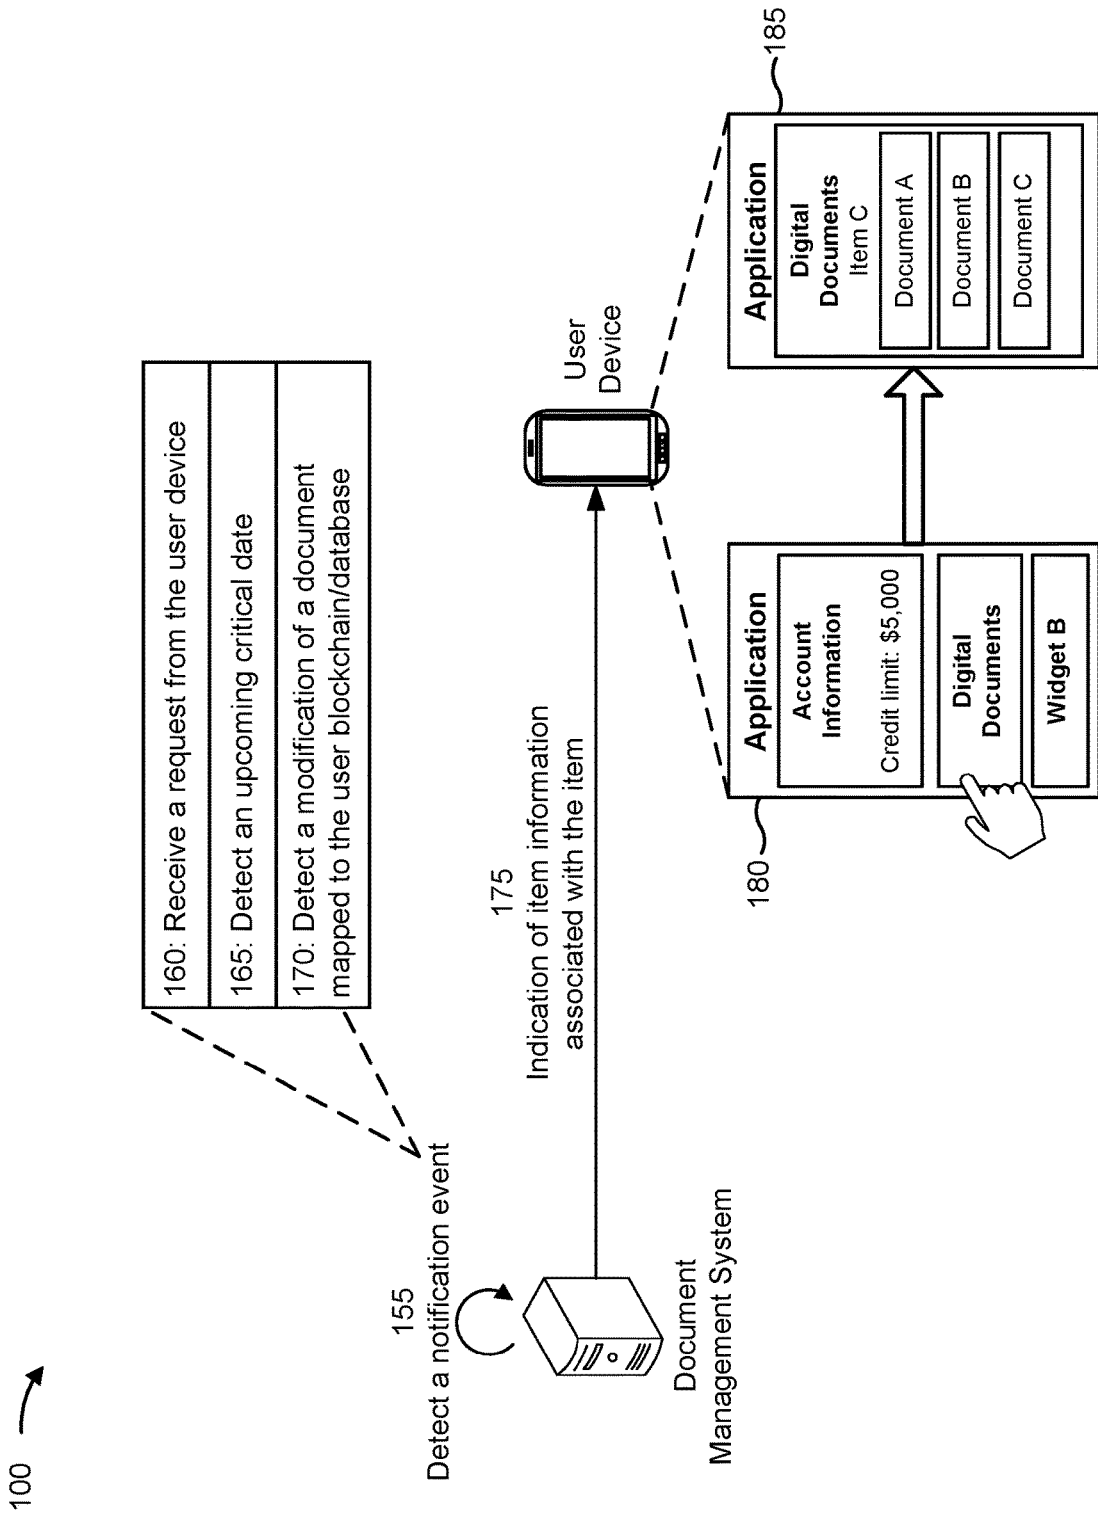 100
160: Receive a request from the user device
165: Detect an upcoming critical date
170: Detect a modification of a document
mapped to the user blockchain/database
155
Detect a notification event
175
Indication of item information
associated with the item
Document
Management System
User
Device
180
Application
Account
Information
Credit limit: $5,000
Digital
Documents
Widget B
185
Application
Digital
Documents
Item C
Document A
Document B
Document C